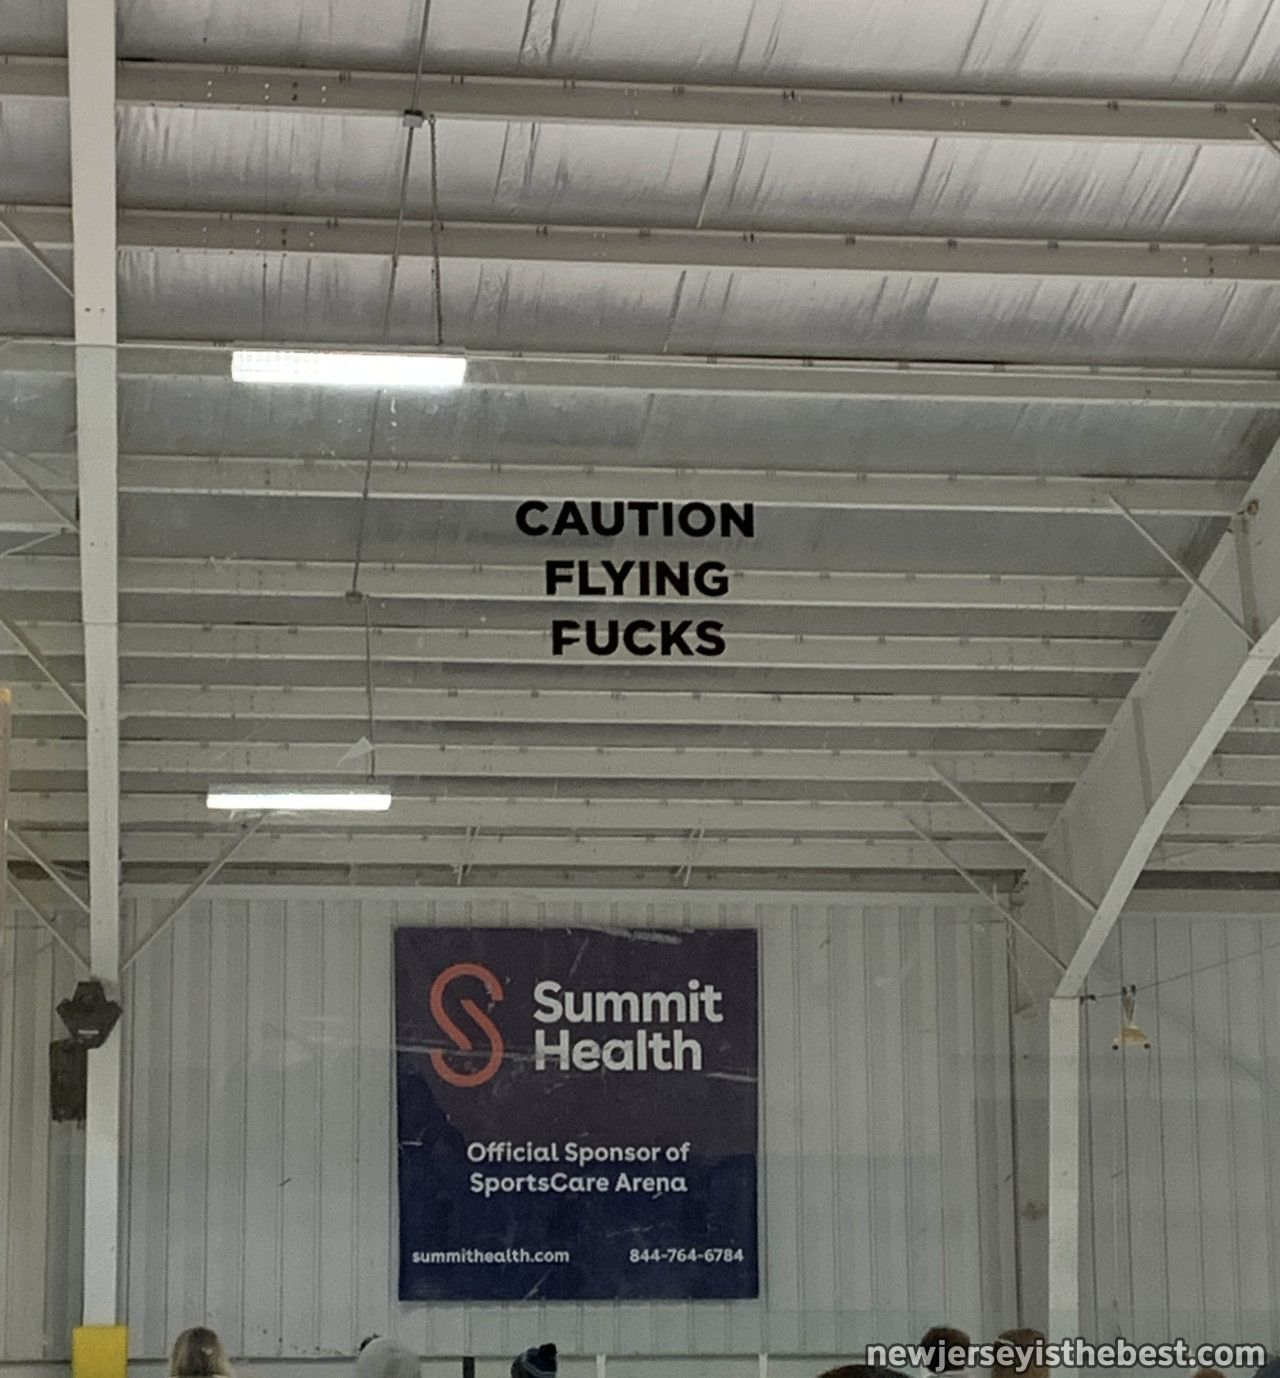 CAUTION
FLYING
FUCKS
Summit
Health
Official Sponsor of
SportsCare Arena
summithealth.com 844-764-6784
newjerseyisthebest.com